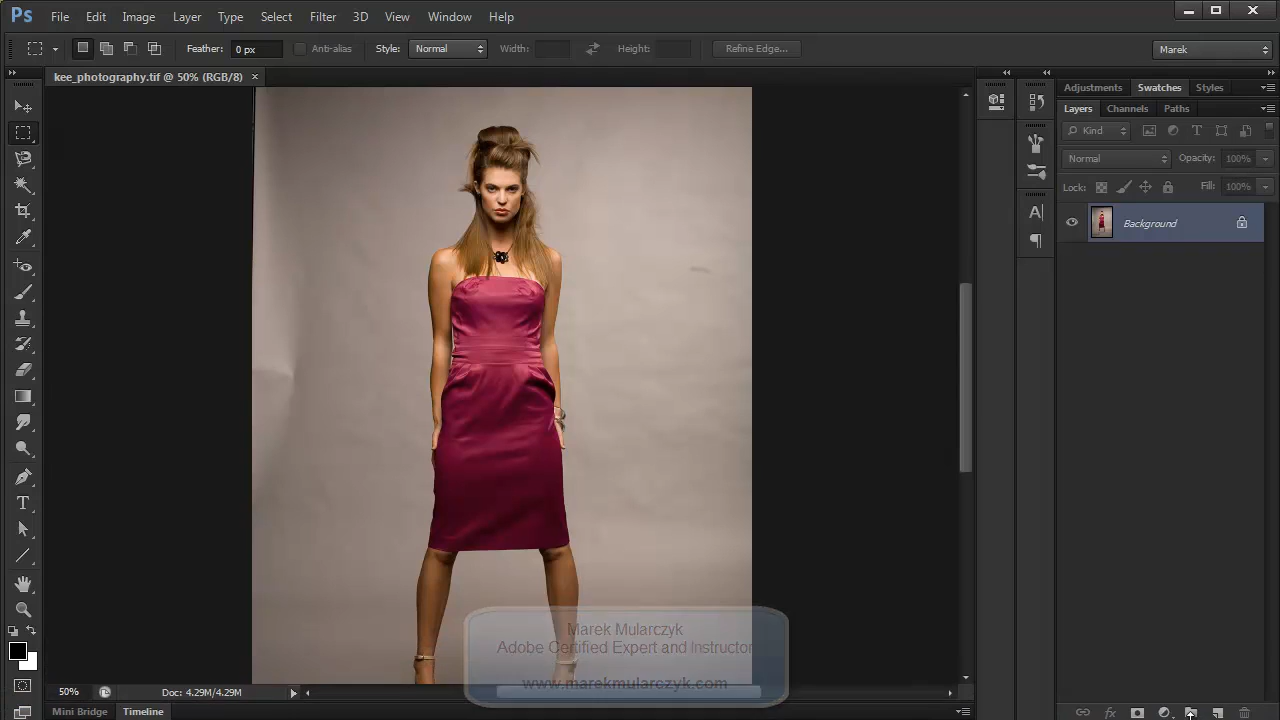 Ps File Edit Image Layer Type Select Filter 3D View Window Help
Feather: 0 px Anti-alias Style: Normal Width: Height: Refine Edge... Marek
kee_photography.tif @ 50% (RGB/8) ×
Adjustments Swatches Styles
Layers Channels Paths
Kind
Normal Opacity: 100%
Lock: Fill: 100%
Background
Marek Mularczyk
Adobe Certified Expert and Instructor
www.marekmularczyk.com
50% Doc: 4.29M/4.29M
Mini Bridge Timeline